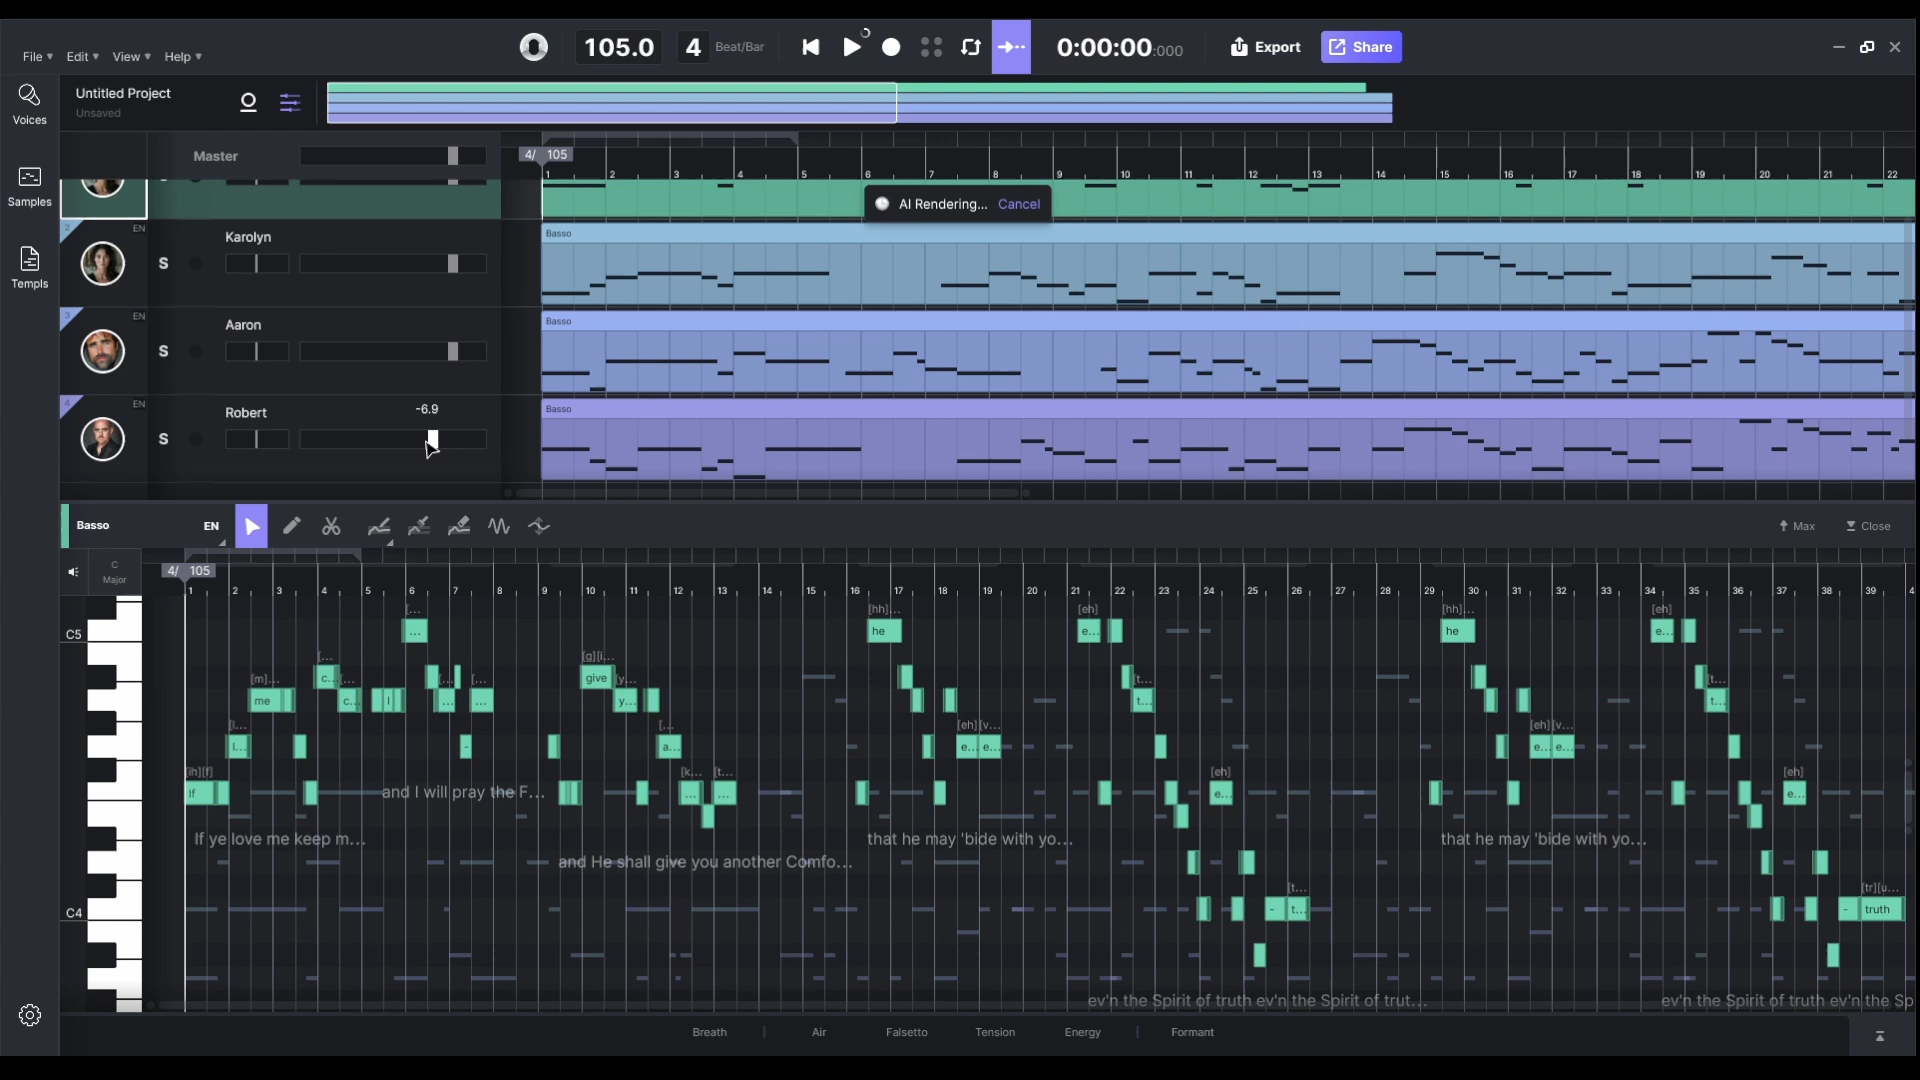 File Edit View Help
105.0 4 Beat/Bar 0:00:00:000 Export Share
Voices
Samples
Templs
Untitled Project
Unsaved
Master
4/ 105
1 2 3 4 5 6 7 8 9 10 11 12 13 14 15 16 17 18 19 20 21 22
AI Rendering... Cancel
2 EN
Karolyn
S
Basso
3 EN
Aaron
S
Basso
4 EN
Robert -6.9
S
Basso
Basso EN Max Close
C
Major
4/ 105
1 2 3 4 5 6 7 8 9 10 11 12 13 14 15 16 17 18 19 20 21 22 23 24 25 26 27 28 29 30 31 32 33 34 35 36 37 38 39 4
[... [hh]... [eh] [hh]... [eh]
C5 ... he e... he e...
[... [g][i...
[m]... c... [... [... [... give [y... [t... [t...
me c... l ... ... y... t... t...
[l... [... [eh][v... [eh][v...
l... - a... e... e... e... e...
[ih][f] [k... [t... [eh] [eh]
If and I will pray the F... ... ... e... e...
If ye love me keep m... that he may 'bide with yo... that he may 'bide with yo...
and He shall give you another Comfo...
[t... [tr][u...
C4 - t... - truth
ev'n the Spirit of truth ev'n the Spirit of trut... ev'n the Spirit of truth ev'n the Sp
Breath Air Falsetto Tension Energy Formant